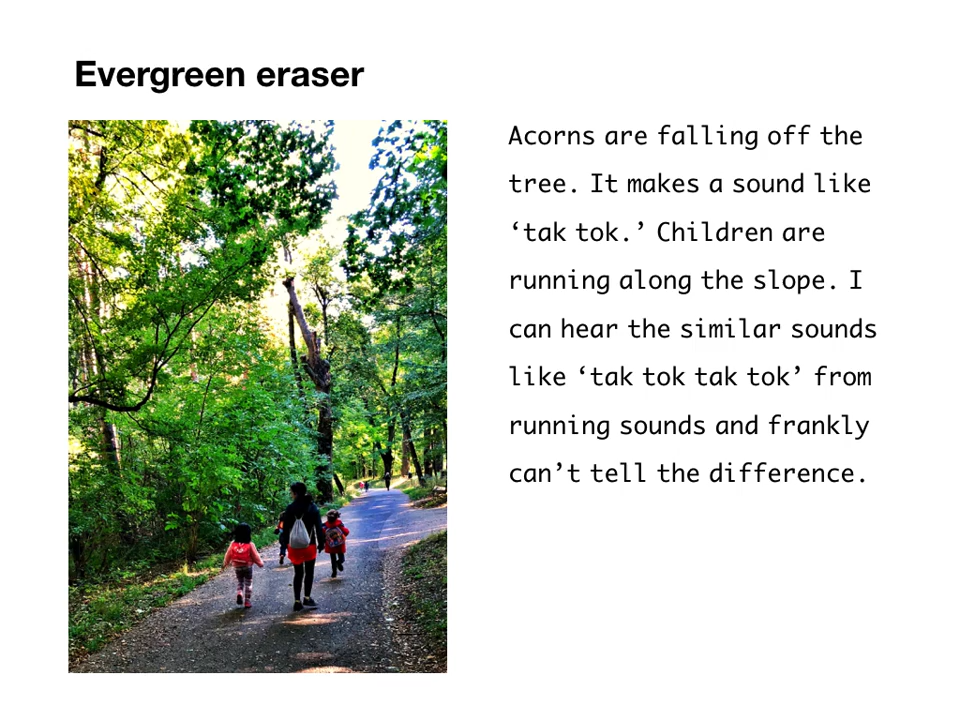 Evergreen eraser
Acorns are falling off the
tree. It makes a sound like
‘tak tok.’ Children are
running along the slope. I
can hear the similar sounds
like ‘tak tok tak tok’ from
running sounds and frankly
can’t tell the difference.